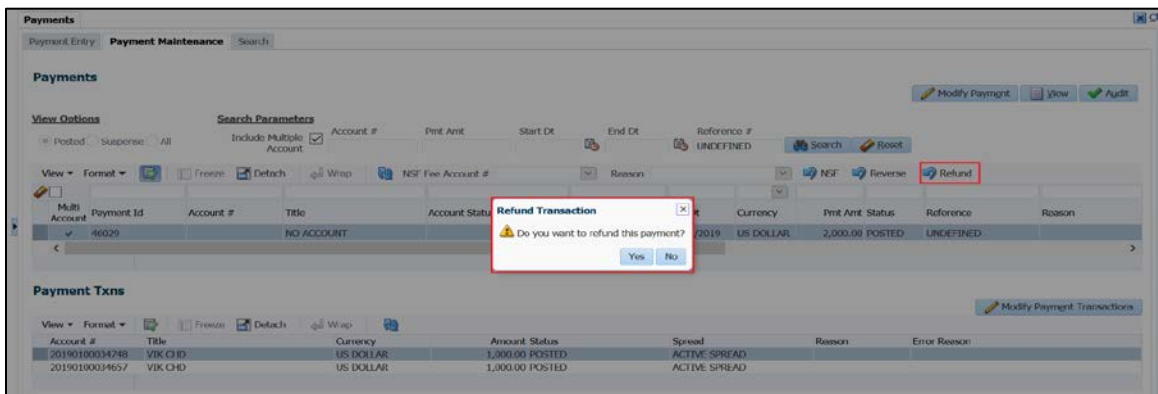 Payments
Payment Entry Payment Maintenance Search
Payments
Modify Payment View Audit
View Options Search Parameters
Posted Suspense All Include Multiple Account Account # Pmt Amt Start Dt End Dt Reference # UNDEFINED Search Reset
View Format Freeze Detach Wrap NSF Fee Account # Reason NSF Reverse Refund
Multi Account Payment Id Account # Title Account Statu Currency Pmt Amt Status Reference Reason
46029 NO ACCOUNT /2019 US DOLLAR 2,000.00 POSTED UNDEFINED
Refund Transaction
Do you want to refund this payment?
Yes No
Payment Txns
Modify Payment Transactions
View Format Freeze Detach Wrap
Account # Title Currency Amount Status Spread Reason Error Reason
20190100034748 VIK CHD US DOLLAR 1,000.00 POSTED ACTIVE SPREAD
20190100034657 VIK CHD US DOLLAR 1,000.00 POSTED ACTIVE SPREAD